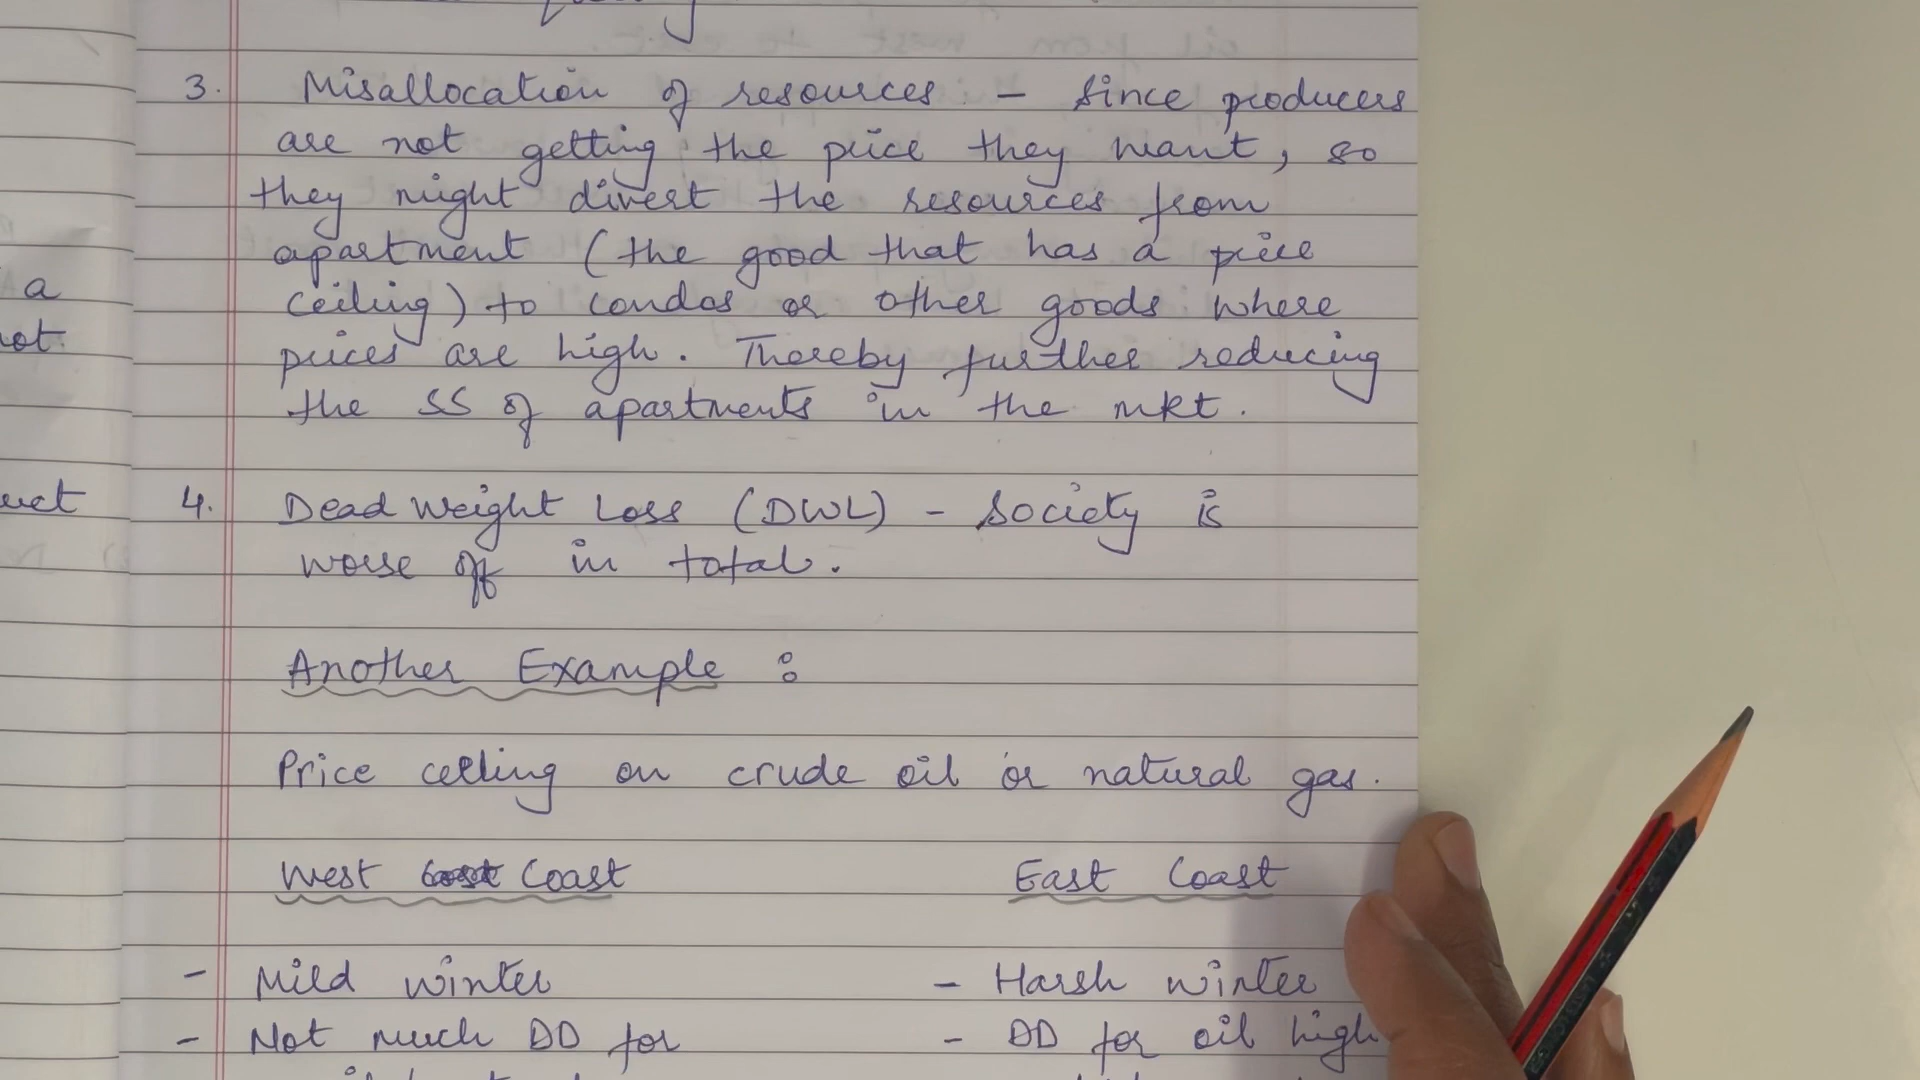 3. Misallocation of resources :- Since producers
are not getting the price they want, so
they might divert the resources from
apartment (the good that has a price
ceiling) to condos or other goods where
prices are high. Thereby further reducing
the SS of apartments in the mkt.
a
4. Dead Weight Loss (DWL) - Society is
worse off in total.
Another Example :
Price ceiling on crude oil or natural gas.
West Coast
East Coast
- Mild winter
- Harsh winter
- Not much DD for
- DD for oil high